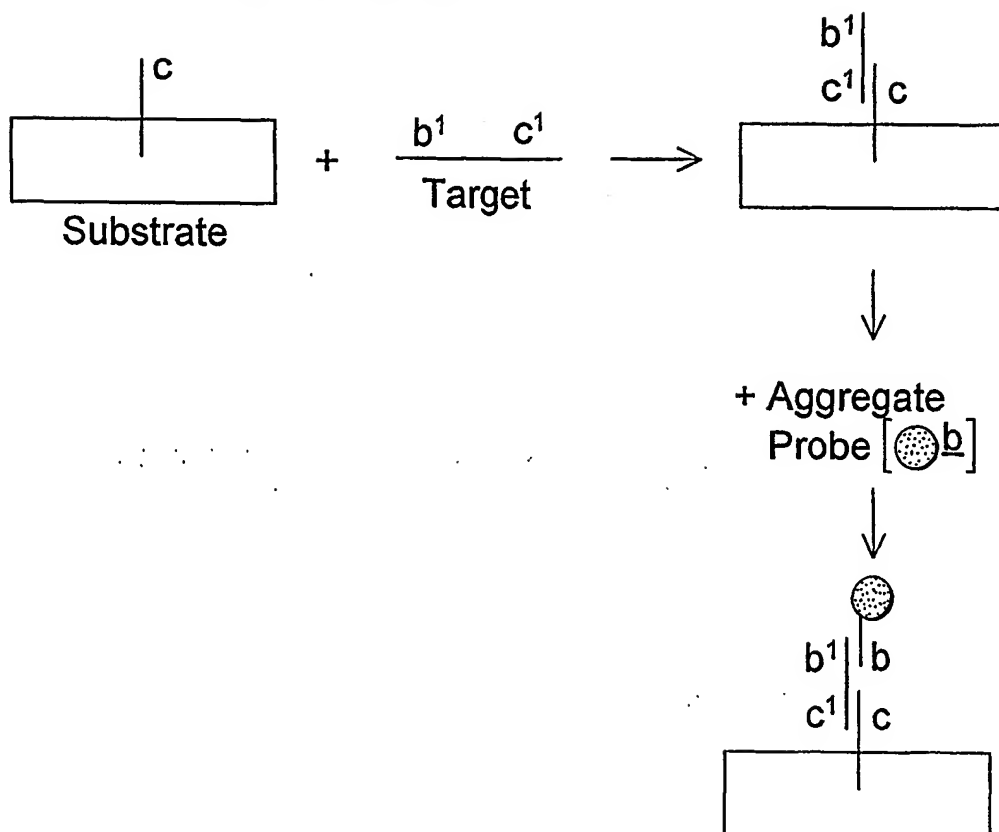 c
Substrate
+
b¹ c¹
Target
b¹
c¹ c
+ Aggregate
Probe [b]
b¹ b
c¹ c